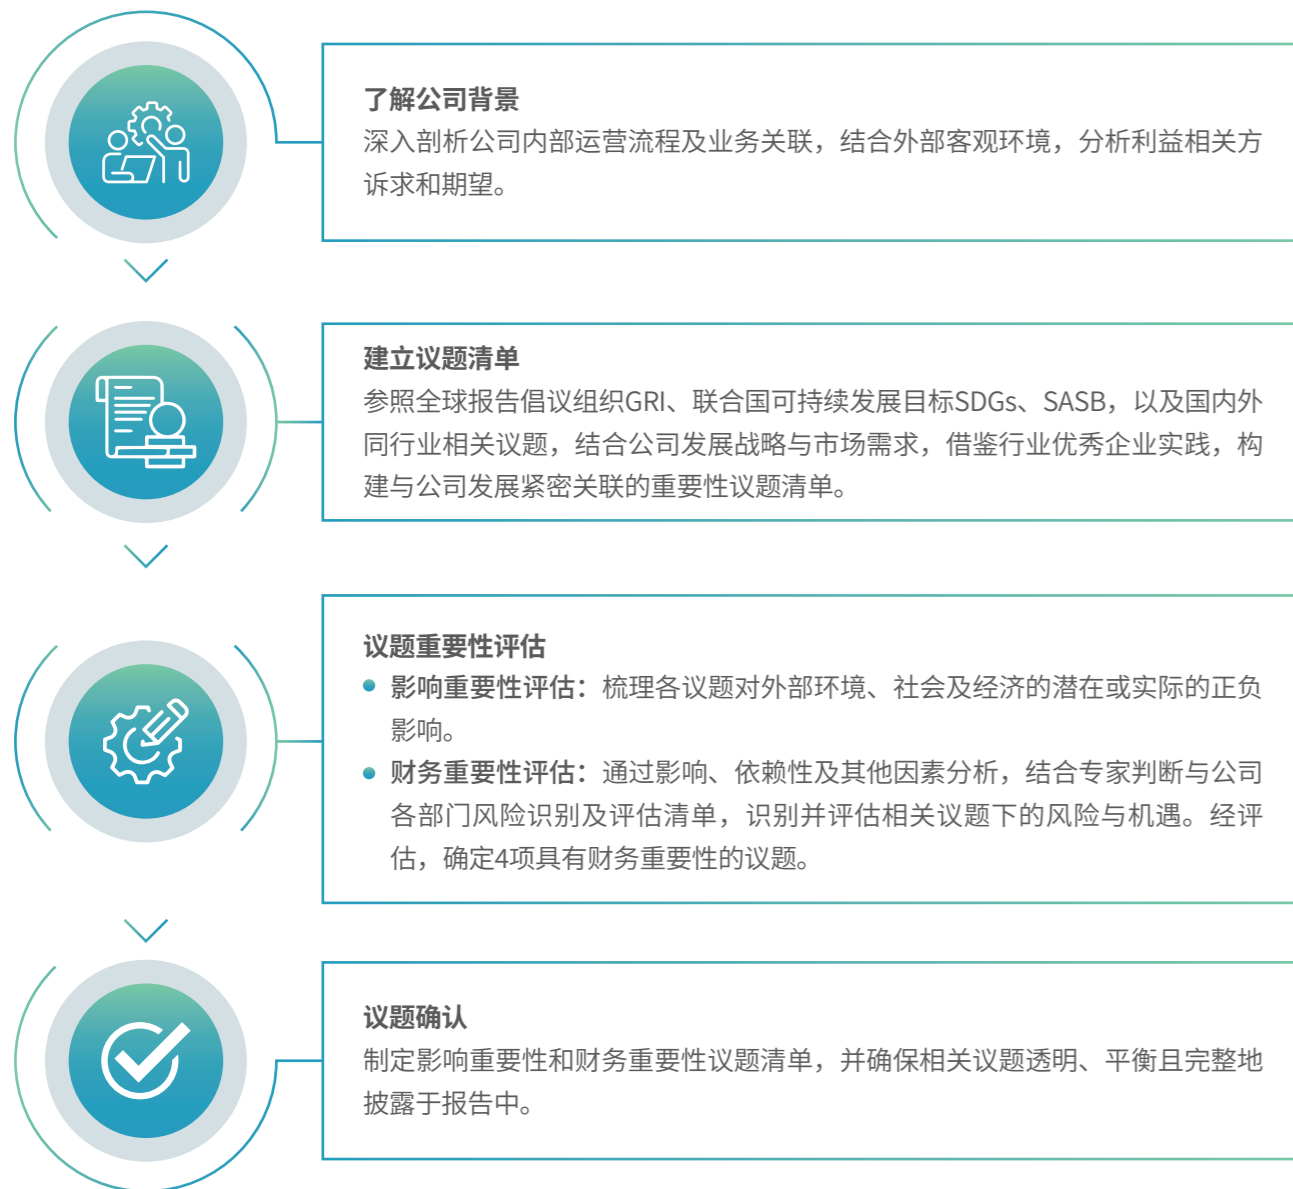 了解公司背景
深入剖析公司内部运营流程及业务关联，结合外部客观环境，分析利益相关方
诉求和期望。
建立议题清单
参照全球报告倡议组织GRI、联合国可持续发展目标SDGs、SASB，以及国内外
同行业相关议题，结合公司发展战略与市场需求，借鉴行业优秀企业实践，构
建与公司发展紧密关联的重要性议题清单。
议题重要性评估
影响重要性评估：梳理各议题对外部环境、社会及经济的潜在或实际的正负
影响。
财务重要性评估：通过影响、依赖性及其他因素分析，结合专家判断与公司
各部门风险识别及评估清单，识别并评估相关议题下的风险与机遇。经评
估，确定4项具有财务重要性的议题。
议题确认
制定影响重要性和财务重要性议题清单，并确保相关议题透明、平衡且完整地
披露于报告中。